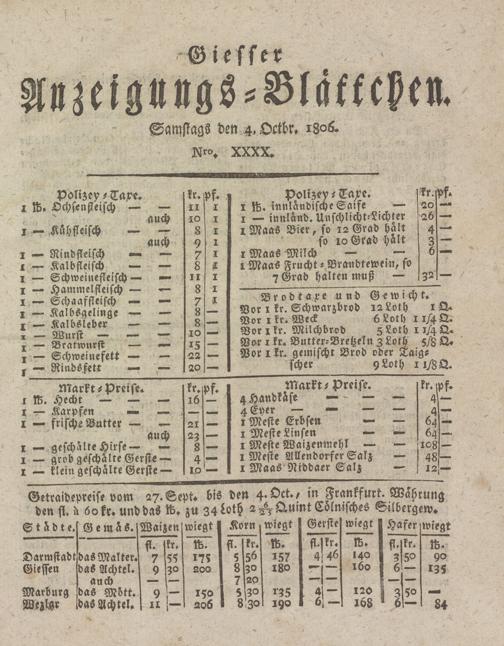 Giesser
Anzeigungs-Blättchen.
Samstags den 4. Octbr. 1806.
Nro. XXXX.
Polizey-Taxe. kr. pf.
1 ℔. Ochsenfleisch — — 11 1
auch 10 1
1 — Kühfleisch — 8 1
auch 9 1
1 — Rindfleisch — 7 1
1 — Kalbfleisch — 8 1
1 — Schweinefleisch — 11 1
1 — Hammelfleisch — 8 1
1 — Schaaffleisch — 7 1
1 — Kalbsgelinge — 8 —
1 — Kalbsleber — 8 —
1 — Wurst — — 10 —
1 — Bratwurst — 15 —
1 — Schweinefett — 22 —
1 — Rindsfett — 20 —
Markt-Preise. kr. pf.
1 ℔. Hecht — — 16 —
1 — Karpfen — — — —
1 — frische Butter — 21 —
auch 23 —
1 — geschälte Hirse — 8 —
1 — grob geschälte Gerste — 4 —
1 — klein geschälte Gerste — 10 —
Polizey-Taxe. kr. pf.
1 ℔. innländische Saife — 20 —
1 — innländ. Unschlicht-Lichter 26 —
1 Maas Bier, so 12 Grad hält 4 —
so 10 Grad hält 3 —
1 Maas Milch — — 6 —
1 Maas Frucht-Brandtewein, so
7 Grad halten muß — 32 —
Brodtaxe und Gewicht.
Vor 1 kr. Schwarzbrod 12 Loth 1 Q.
Vor 1 kr. Weck 6 Loth 1 1/4 Q.
Vor 1 kr. Milchbrod 5 Loth 1 1/4 Q.
Vor 1 kr. Butter-Bretzeln 3 Loth 5/8 Q.
Vor 1 kr. gemischt Brod oder Taig-
scher 9 Loth 1 1/8 Q.
Markt-Preise. kr. pf.
4 Handkäse — — 4 —
4 Eyer — — 4 —
1 Meste Erbsen — 64 —
1 Meste Linsen — 64 —
1 Meste Waizenmehl — 108 —
1 Meste Allendorfer Salz — 48 —
1 Maas Niddaer Salz — 12 —
Getraidepreise vom 27. Sept. bis den 4. Oct., in Frankfurt. Währung
den fl. à 60 kr. und das ℔. zu 34 Loth Quint Cölnisches Silbergew.
Städte. Gemäs. Waizen wiegt Korn wiegt Gerste wiegt Hafer wiegt
fl. kr. ℔. fl. kr. ℔. fl. kr. ℔. fl. kr. ℔.
Darmstadt das Malter. 7 55 175 5 56 157 4 46 140 3 50 90
Giessen das Achtel. 9 30 200 8 30 180 — — 160 6 — 135
auch — — 7 20
Marburg das Mött. 9 — 150 5 30 135 4 — 120 3 50 —
Wezlar das Achtel. 11 — 206 8 30 190 6 — 168 6 — 84